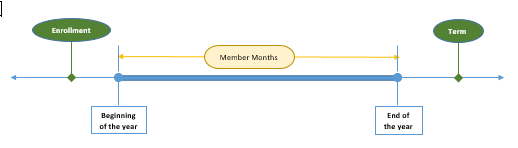 Enrollment
Term
Member Months
Beginning
of the year
End of
the year